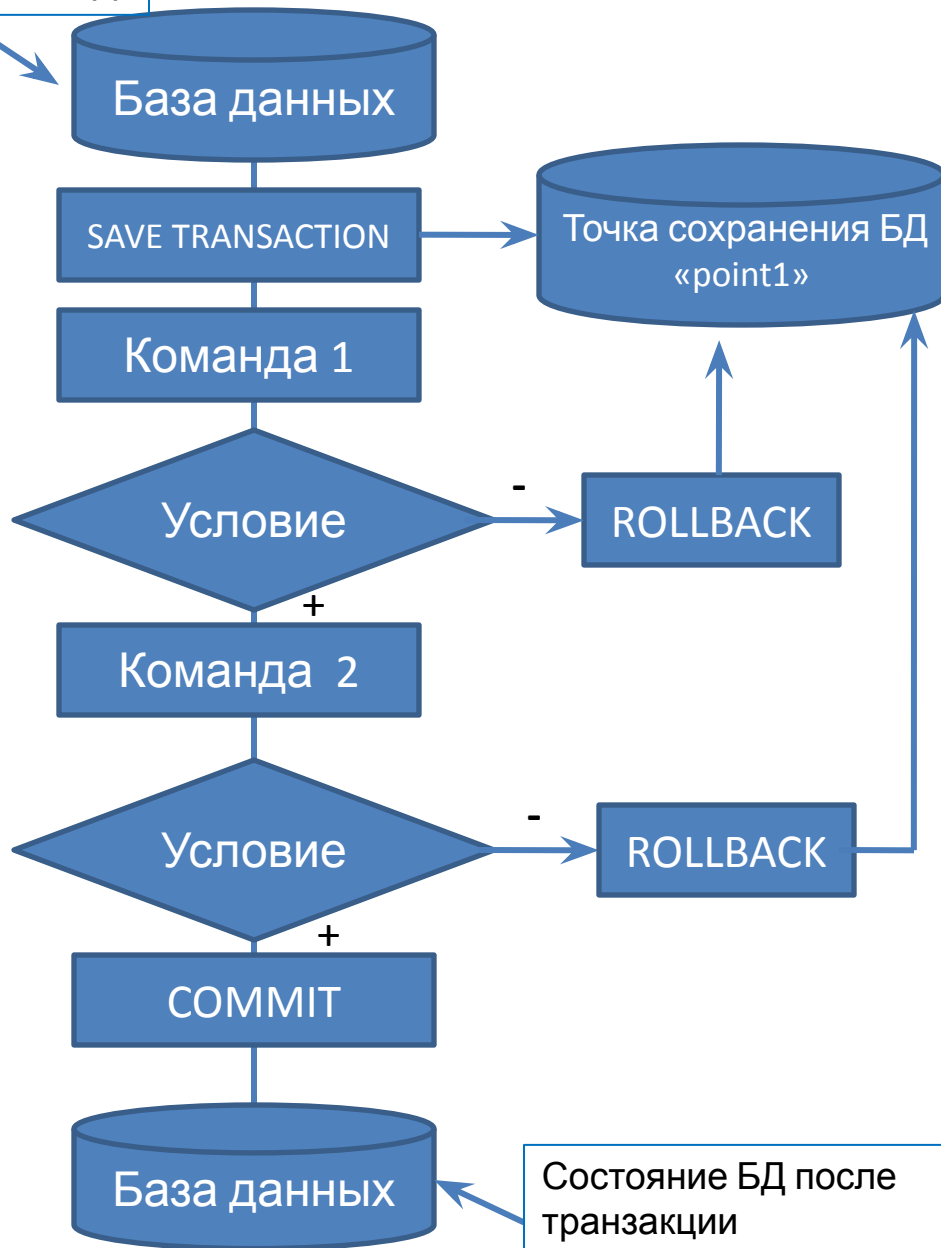 База данных
SAVE TRANSACTION
Точка сохранения БД
«point1»
Команда 1
Условие
-
ROLLBACK
+
Команда 2
Условие
-
ROLLBACK
+
COMMIT
База данных
Состояние БД после
транзакции